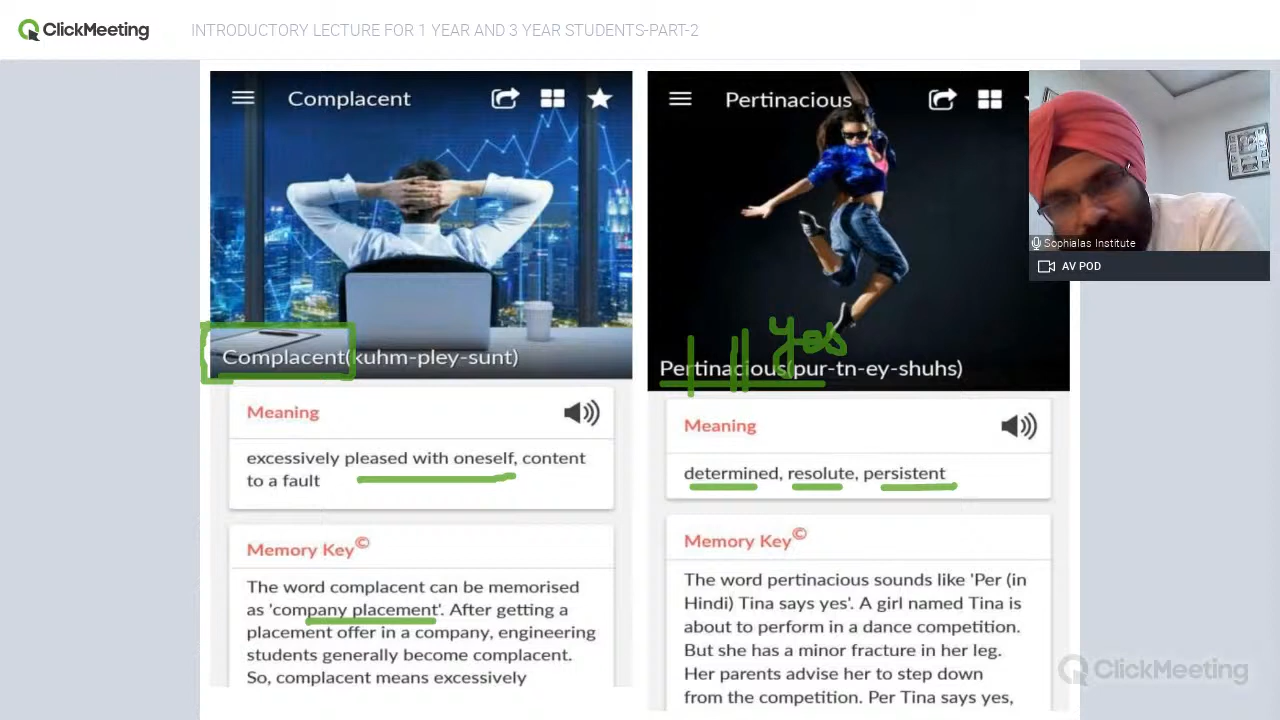 ClickMeeting
INTRODUCTORY LECTURE FOR 1 YEAR AND 3 YEAR STUDENTS-PART-2
Complacent
Complacent(kuhm-pley-sunt)
Meaning
excessively pleased with oneself, content
to a fault
Memory Key©
The word complacent can be memorised
as 'company placement'. After getting a
placement offer in a company, engineering
students generally become complacent.
So, complacent means excessively
Pertinacious
yes
Pertinacious(pur-tn-ey-shuhs)
Meaning
determined, resolute, persistent
Memory Key©
The word pertinacious sounds like 'Per (in
Hindi) Tina says yes'. A girl named Tina is
about to perform in a dance competition.
But she has a minor fracture in her leg.
Her parents advise her to step down
from the competition. Per Tina says yes,
Sophialas Institute
AV POD
ClickMeeting